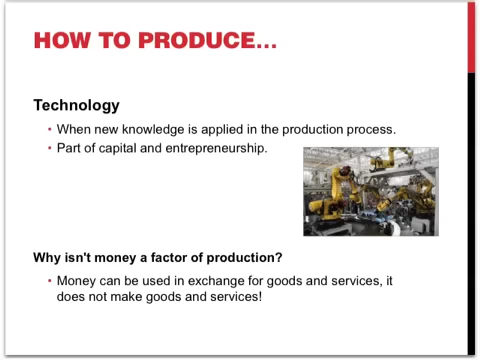 HOW TO PRODUCE...
Technology
• When new knowledge is applied in the production process.
• Part of capital and entrepreneurship.
Why isn't money a factor of production?
• Money can be used in exchange for goods and services, it
does not make goods and services!